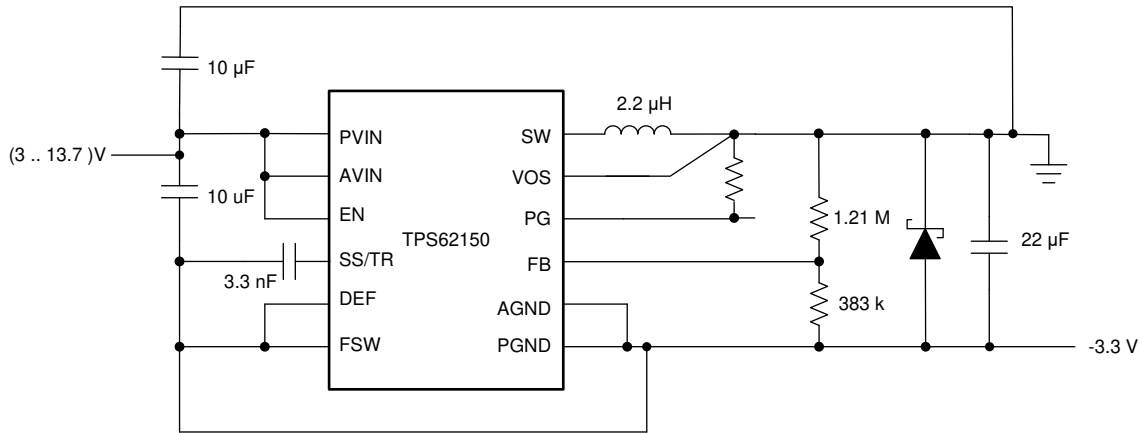 10 µF
2.2 µH
(3 .. 13.7 )V
10 uF
3.3 nF
PVIN
AVIN
EN
SS/TR
DEF
FSW
TPS62150
SW
VOS
PG
FB
AGND
PGND
1.21 M
383 k
22 µF
-3.3 V